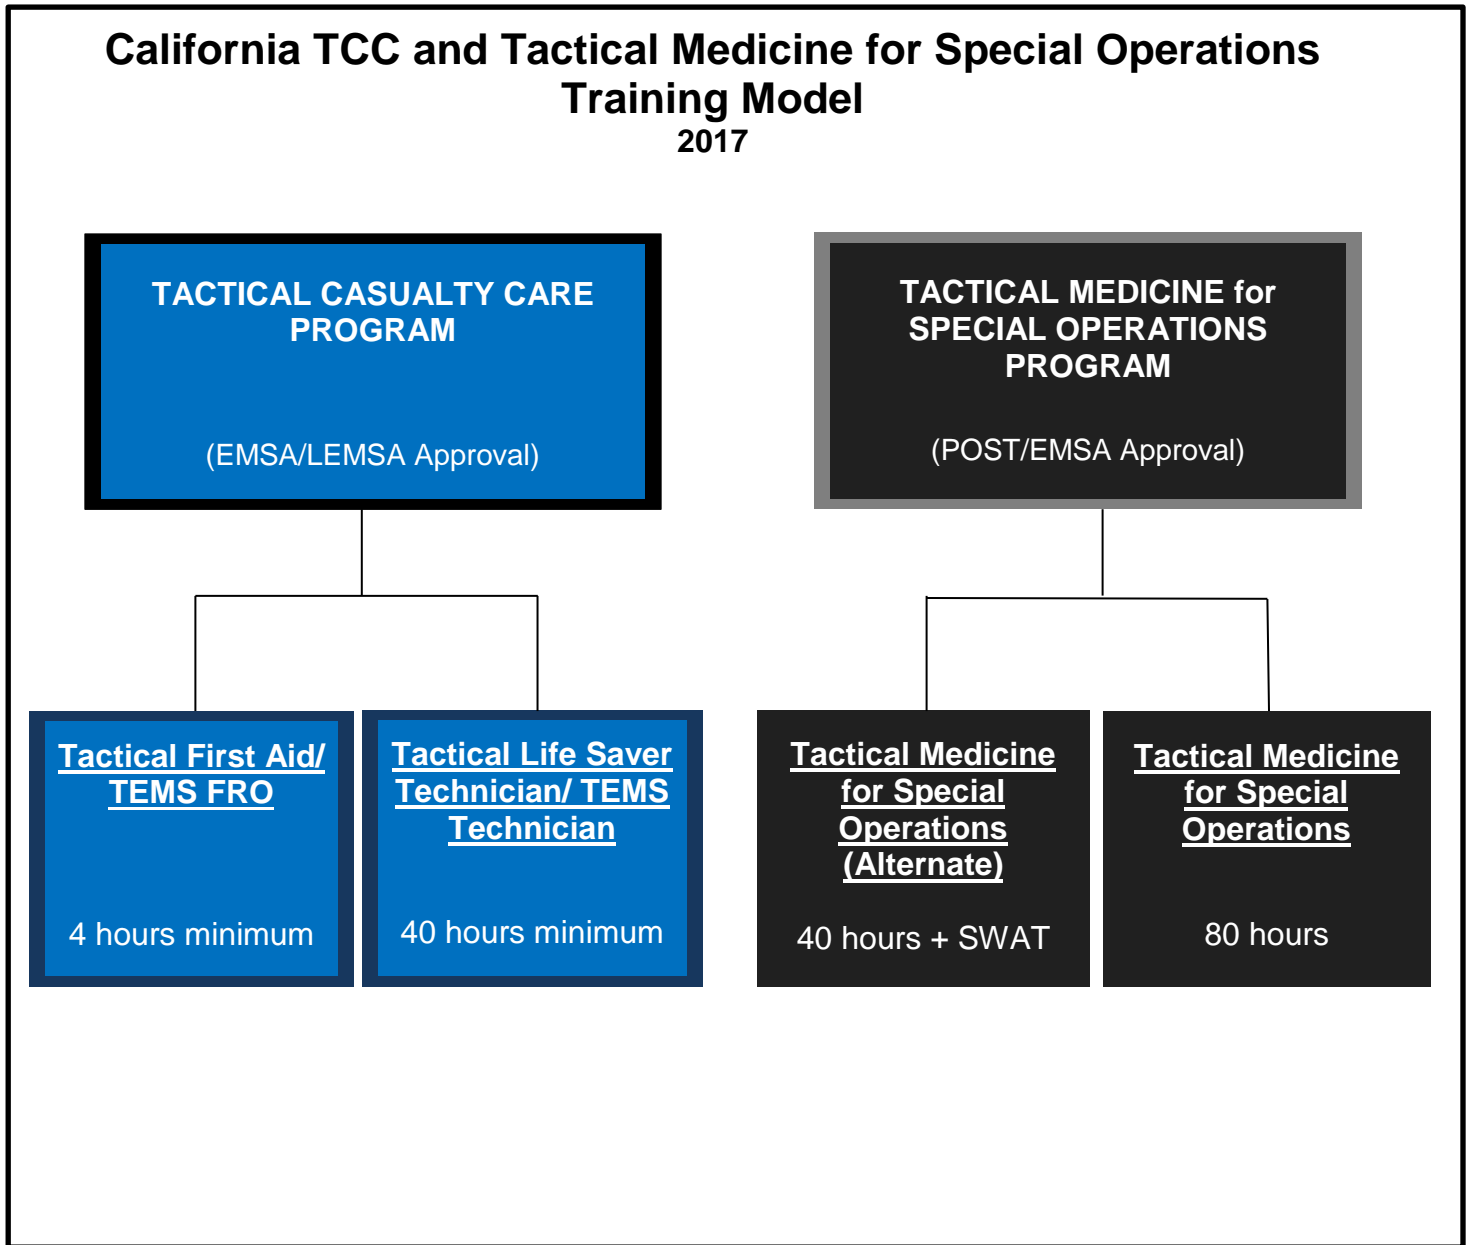 California TCC and Tactical Medicine for Special Operations
Training Model
2017
TACTICAL CASUALTY CARE
PROGRAM
(EMSA/LEMSA Approval)
TACTICAL MEDICINE for
SPECIAL OPERATIONS
PROGRAM
(POST/EMSA Approval)
Tactical First Aid/
TEMS FRO
4 hours minimum
Tactical Life Saver
Technician/ TEMS
Technician
40 hours minimum
Tactical Medicine
for Special
Operations
(Alternate)
40 hours + SWAT
Tactical Medicine
for Special
Operations
80 hours